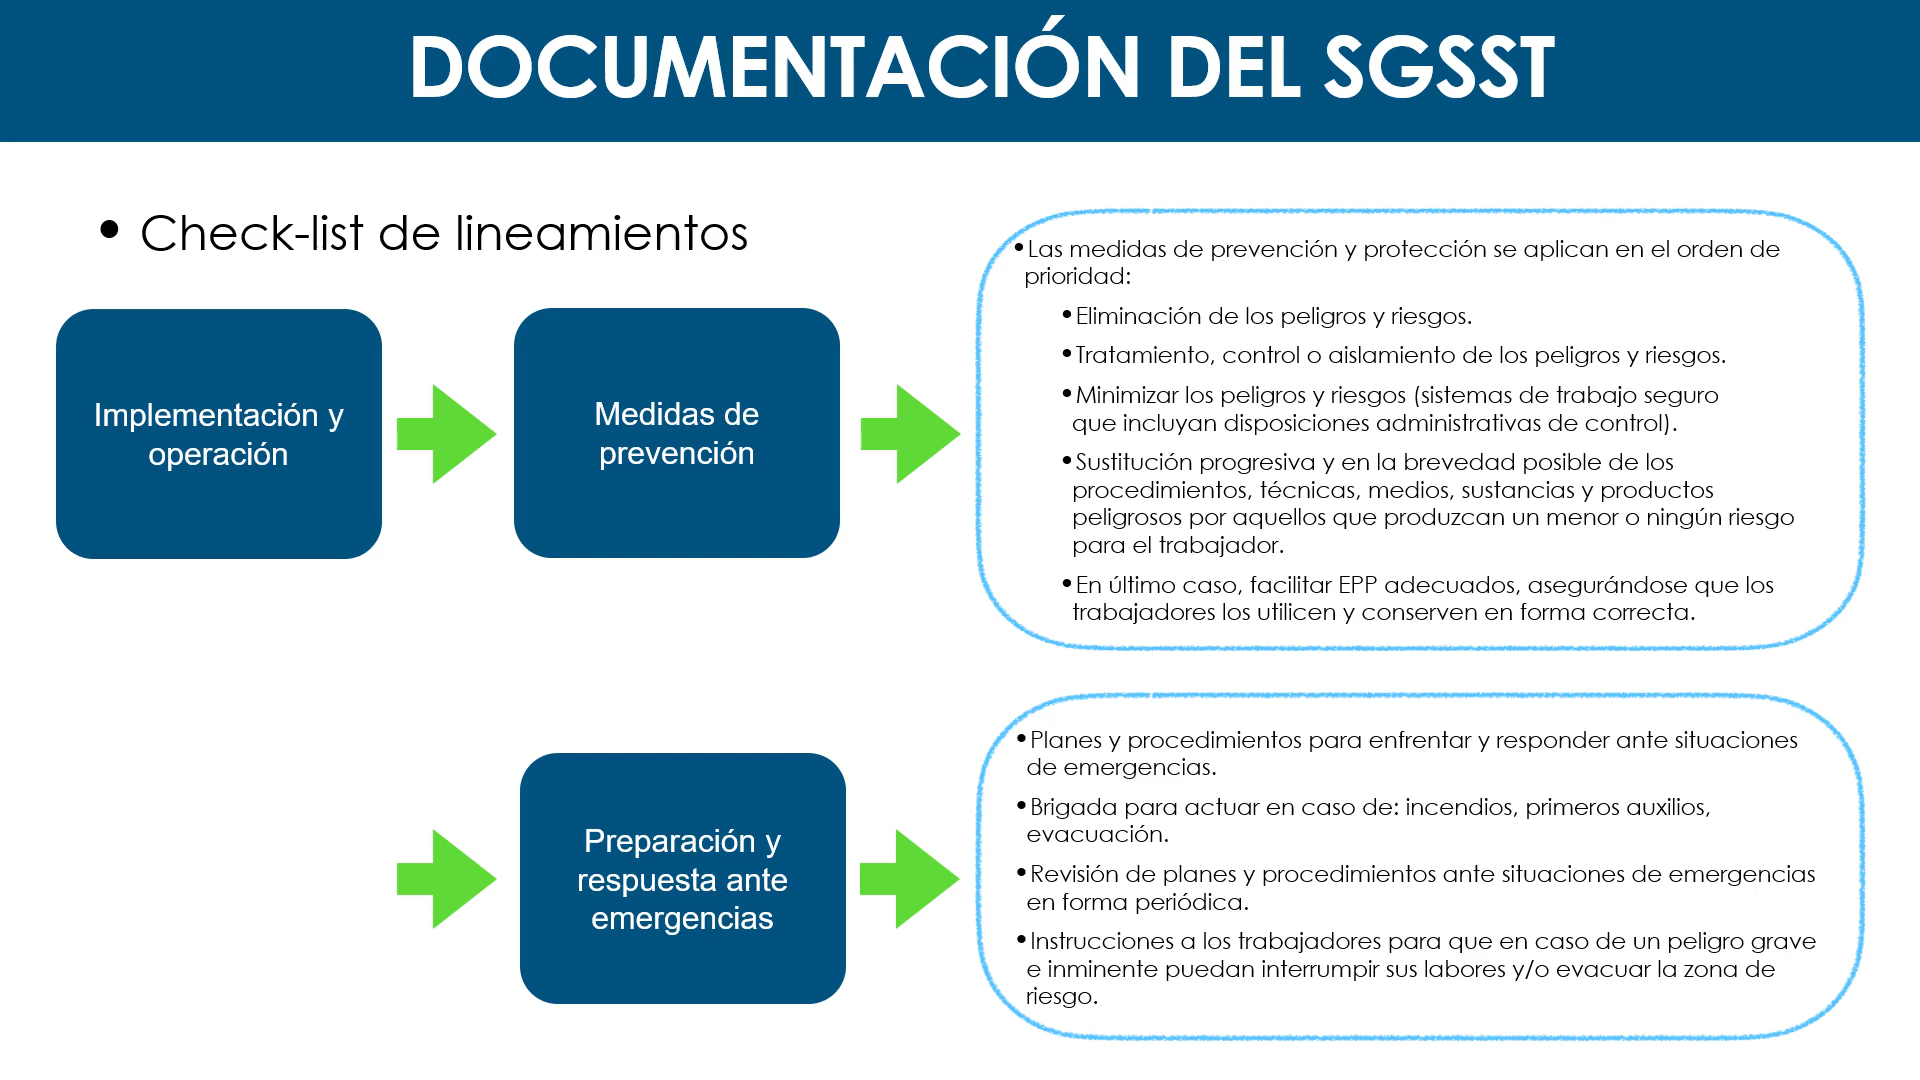 DOCUMENTACIÓN DEL SGSST
• Check-list de lineamientos
Implementación y
operación
Medidas de
prevención
•Las medidas de prevención y protección se aplican en el orden de
prioridad:
•Eliminación de los peligros y riesgos.
•Tratamiento, control o aislamiento de los peligros y riesgos.
•Minimizar los peligros y riesgos (sistemas de trabajo seguro
que incluyan disposiciones administrativas de control).
•Sustitución progresiva y en la brevedad posible de los
procedimientos, técnicas, medios, sustancias y productos
peligrosos por aquellos que produzcan un menor o ningún riesgo
para el trabajador.
•En último caso, facilitar EPP adecuados, asegurándose que los
trabajadores los utilicen y conserven en forma correcta.
Preparación y
respuesta ante
emergencias
•Planes y procedimientos para enfrentar y responder ante situaciones
de emergencias.
•Brigada para actuar en caso de: incendios, primeros auxilios,
evacuación.
•Revisión de planes y procedimientos ante situaciones de emergencias
en forma periódica.
•Instrucciones a los trabajadores para que en caso de un peligro grave
e inminente puedan interrumpir sus labores y/o evacuar la zona de
riesgo.